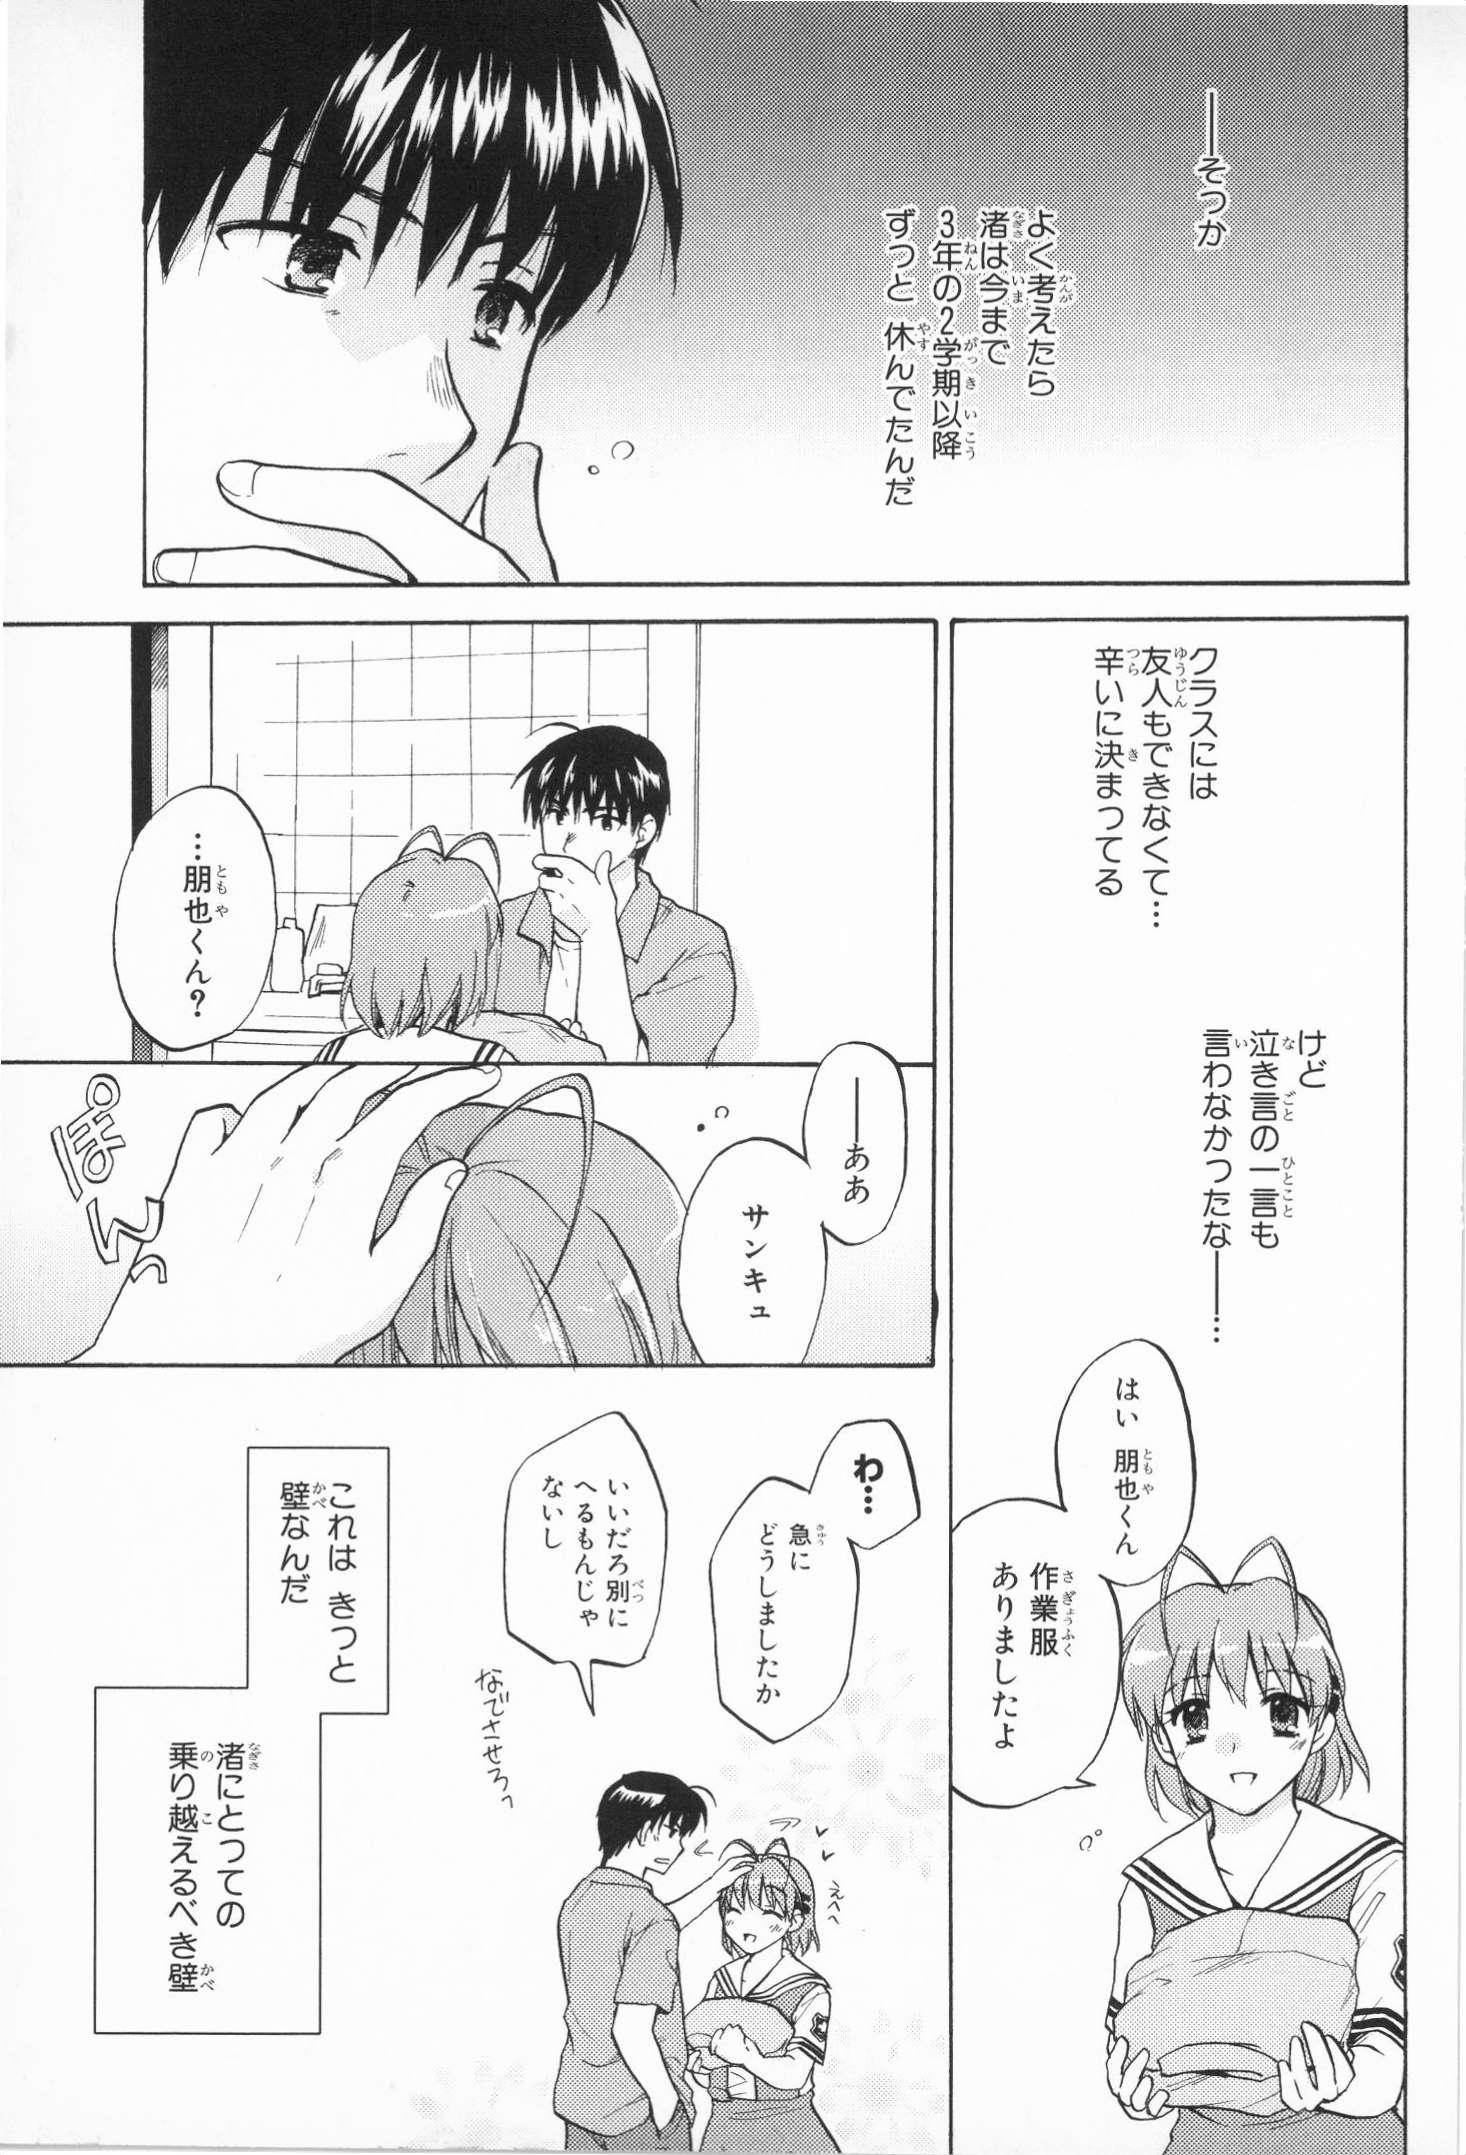 ――そっか
よく考えたら
渚は今まで
3年の2学期以降
ずっと 休んでたんだ
クラスには
友人もできなくて…
辛いに決まってる
けど
泣き言の一言も
言わなかったな――…
はい 朋也くん
作業服
ありましたよ
…朋也くん?
――ああ
サンキュ
ぽんっ
わ…
急に
どうしましたか
いいだろ別に
へるもんじゃ
ないし
なでさせろっ
えへへ
これは きっと
壁なんだ
渚にとっての
乗り越えるべき壁